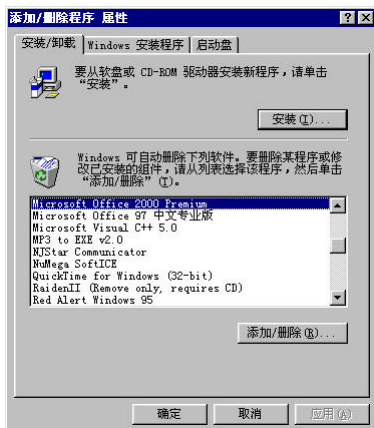 添加/删除程序 属性
安装/卸载 Windows 安装程序 启动盘
要从软盘或 CD-ROM 驱动器安装新程序，请单击
“安装”。
安装(I)...
Windows 可自动删除下列软件。要删除某程序或修
改已安装的组件，请从列表选择该程序，然后单击
“添加/删除”(T)。
Microsoft Office 2000 Premium
Microsoft Office 97 中文专业版
Microsoft Visual C++ 5.0
MP3 to EXE v2.0
NJStar Communicator
NuMega SoftICE
QuickTime for Windows (32-bit)
RaidenII (Remove only, requires CD)
Red Alert Windows 95
添加/删除(R)...
确定 取消 应用(A)